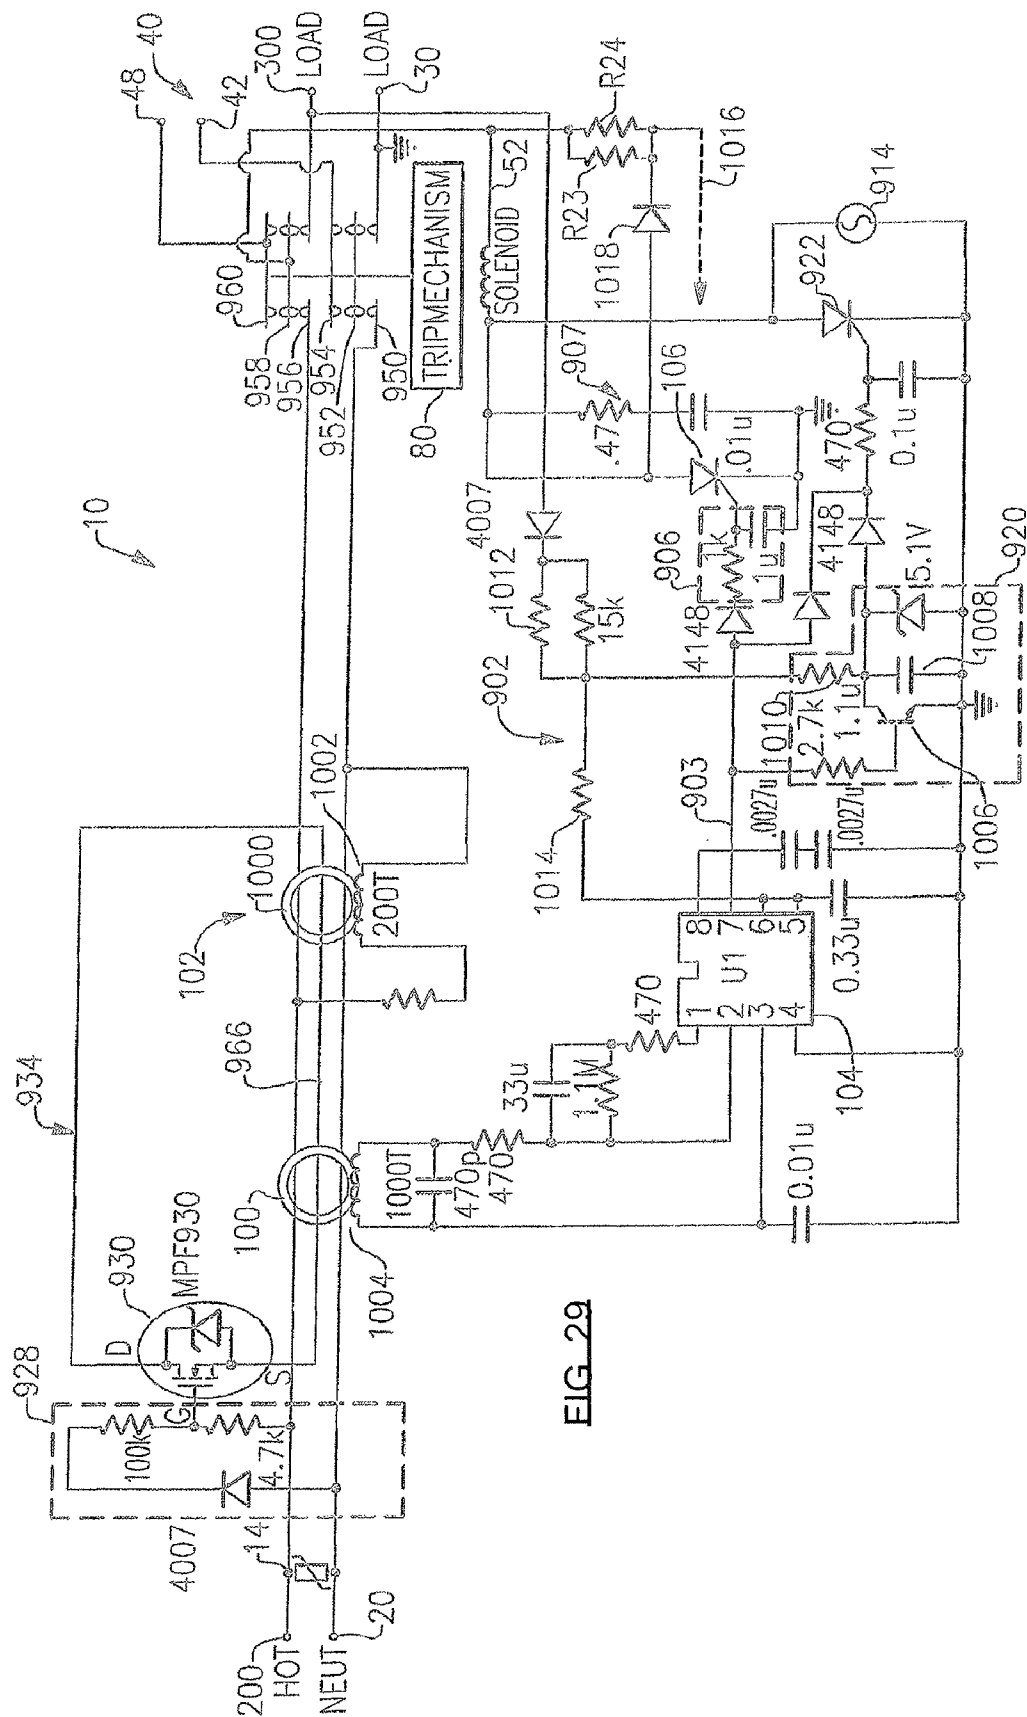 10
40
48
42
300
LOAD
LOAD
30
960
958
956
954
952
950
80
TRIPMECHANISM
SOLENOID
52
R24
R23
1018
1016
914
922
907
.47
106
.01u
906
1k
.1u
4148
4148
470
0.1u
5.1V
920
1008
1010
2.7k
1.1u
1006
4007
1012
15k
902
1014
903
.0027u
.0027u
0.33u
102
1000
1002
200T
966
934
8
7
6
5
U1
1
2
3
4
104
470
33u
1.1M
470p
470
1000T
100
1004
0.01u
930
MPF930
D
S
G
928
100k
4.7k
4007
14
200
HOT
NEUT
20
FIG. 29